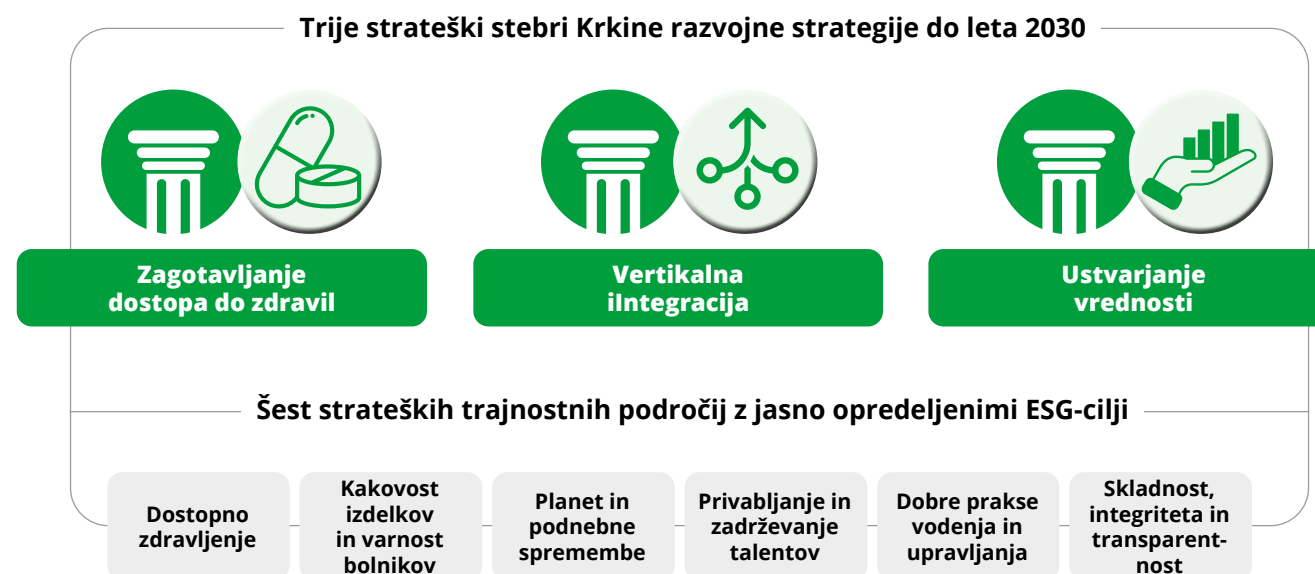 Trije strateški stebri Krkine razvojne strategije do leta 2030
Zagotavljanje
dostopa do zdravil
Vertikalna
iIntegracija
Ustvarjanje
vrednosti
Šest strateških trajnostnih področij z jasno opredeljenimi ESG-cilji
Dostopno
zdravljenje
Kakovost
izdelkov
in varnost
bolnikov
Planet in
podnebne
spremembe
Privabljanje in
zadrževanje
talentov
Dobre prakse
vodenja in
upravljanja
Skladnost,
integriteta in
transparent-
nost